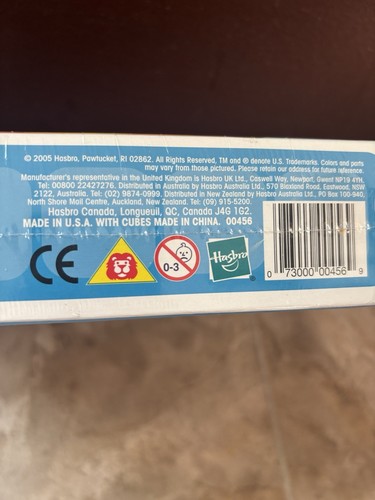 © 2005 Hasbro, Pawtucket, RI 02862. All Rights Reserved. TM and ® denote U.S. Trademarks. Colors and parts
may vary from those pictured. Please retain our address for future reference.
Manufacturer's representative in the United Kingdom is Hasbro UK Ltd., Caswell Way, Newport, Gwent NP19 4YH.
Tel: 00800 22427276. Distributed in Australia by Hasbro Australia Ltd., 570 Blaxland Road, Eastwood, NSW
2122, Australia. Tel: (02) 9874-0999. Distributed in New Zealand by Hasbro Australia Ltd., PO Box 100-940,
North Shore Mail Centre, Auckland, New Zealand. Tel: (09) 915-5200.
Hasbro Canada, Longueuil, QC, Canada J4G 1G2.
MADE IN U.S.A. WITH CUBES MADE IN CHINA. 00456
CE
0-3
Hasbro
0 73000 00456 9